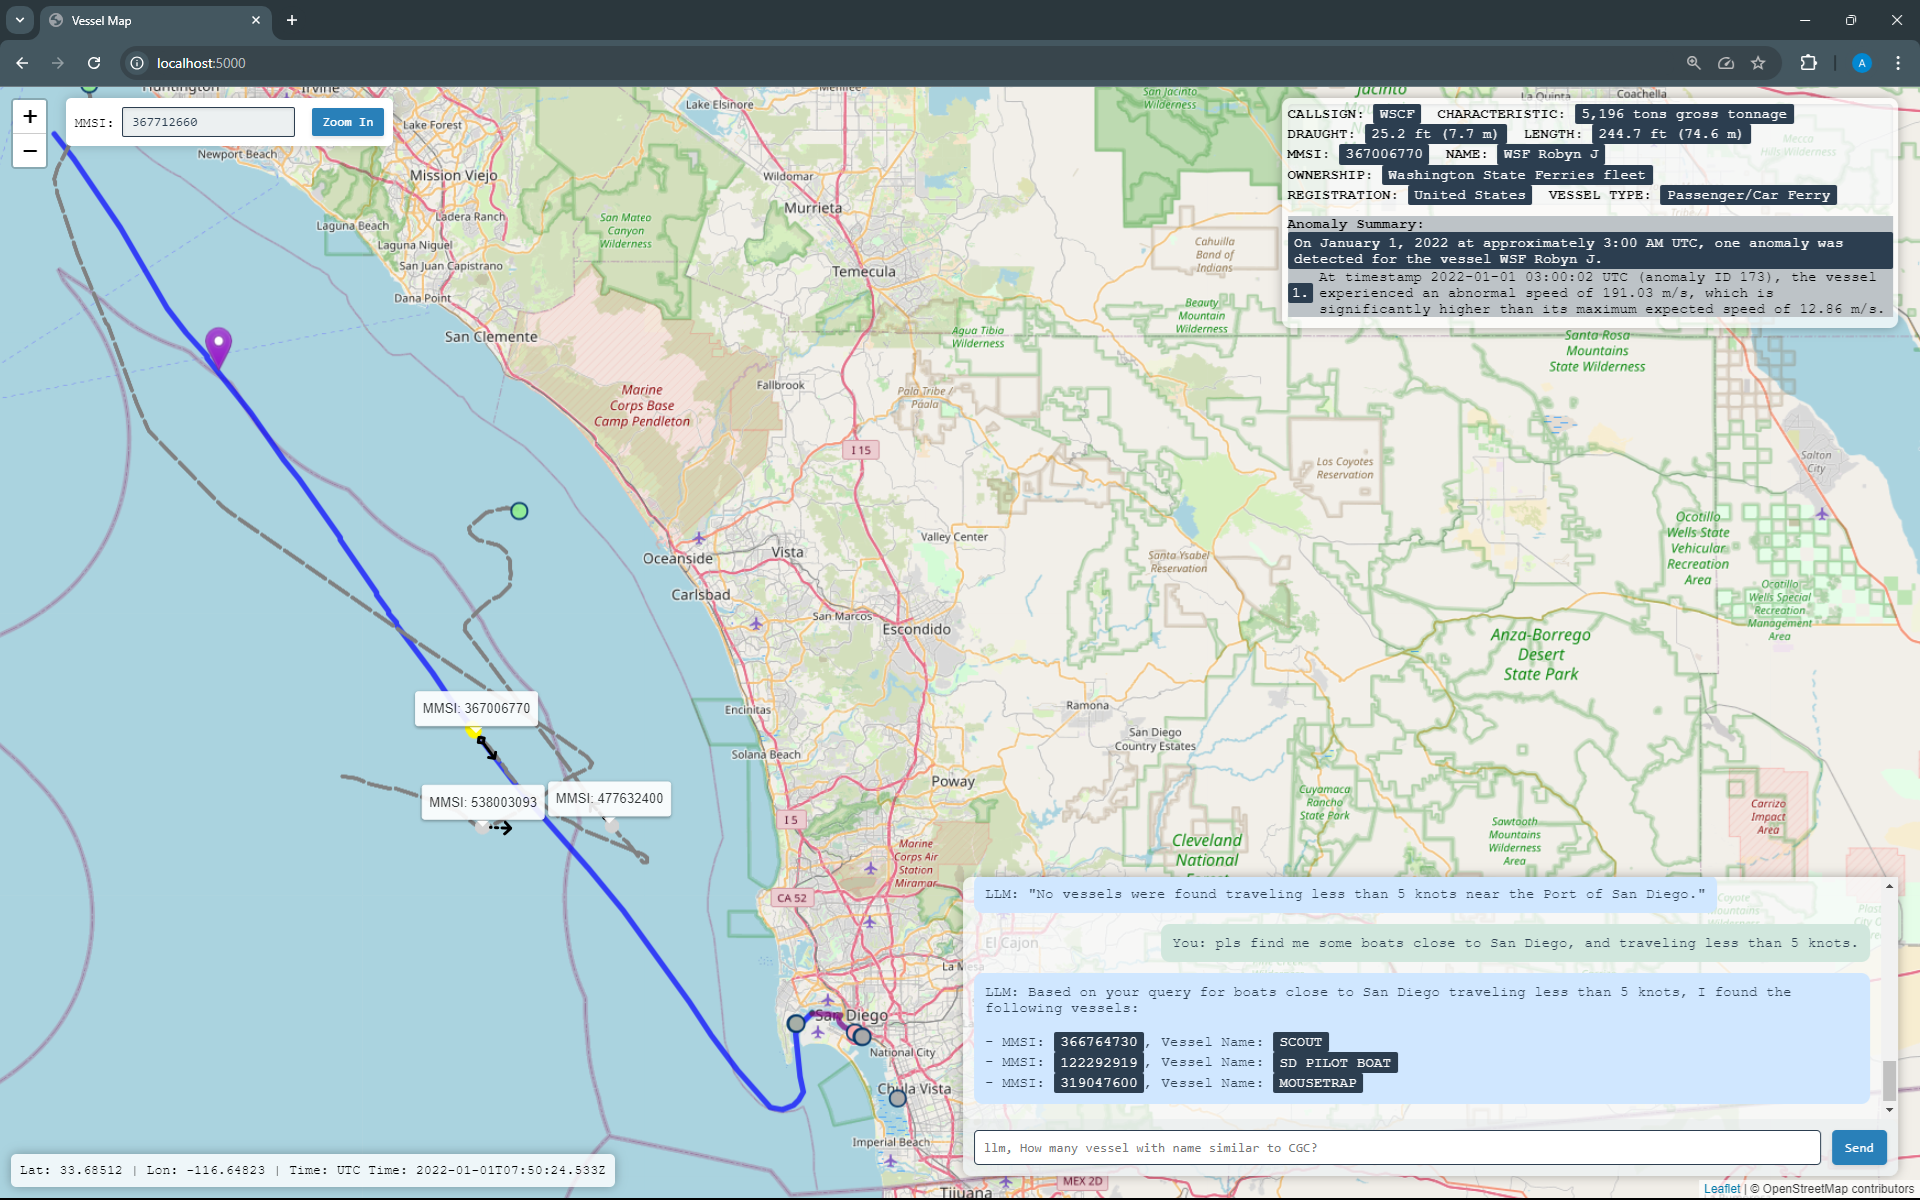 Vessel Map
localhost:5000
A
+
−
MMSI: 367712660 Zoom In
Huntington
Irvine
Lake Elsinore
Menifee
San Jacinto
Wilderness
Jacinto
La Quinta
Coachella
Lake Forest
Newport Beach
Mission Viejo
Wildomar
Ladera Ranch
Murrieta
San Mateo
Canyon
Wilderness
Laguna Beach
Laguna Niguel
San Juan Capistrano
Temecula
Cahuilla
Band of
Indians
Dana Point
San Clemente
Beauty
Mountain
Wilderness
Agua Tibia
Wilderness
Mecca
Hills Wilderness
CALLSIGN: WSCF CHARACTERISTIC: 5,196 tons gross tonnage
DRAUGHT: 25.2 ft (7.7 m) LENGTH: 244.7 ft (74.6 m)
MMSI: 367006770 NAME: WSF Robyn J
OWNERSHIP: Washington State Ferries fleet
REGISTRATION: United States VESSEL TYPE: Passenger/Car Ferry
Anomaly Summary:
On January 1, 2022 at approximately 3:00 AM UTC, one anomaly was
detected for the vessel WSF Robyn J.
1. At timestamp 2022-01-01 03:00:02 UTC (anomaly ID 173), the vessel
experienced an abnormal speed of 191.03 m/s, which is
significantly higher than its maximum expected speed of 12.86 m/s.
Santa Rosa
Mountains
State Wilderness
Marine
Corps Base
Camp Pendleton
Fallbrook
Pala Tribe /
Paala
I 15
Los Coyotes
Reservation
Salton
City
Ocotillo
Wells State
Vehicular
Recreation
Area
Valley Center
Oceanside
Vista
Santa Ysabel
Reservation
Carlsbad
San Marcos
Escondido
Ocotillo
Wells Special
Recreation
Management
Area
Anza-Borrego
Desert
State Park
MMSI: 367006770
Encinitas
Ramona
San Diego
Country Estates
Solana Beach
Poway
MMSI: 538003093
MMSI: 477632400
I 5
Cuyamaca
Rancho
State Park
Carrizo
Impact
Area
Marine
Corps Air
Station
Miramar
Cleveland
National
Sawtooth
Mountains
Wilderness
Area
CA 52
LLM: "No vessels were found traveling less than 5 knots near the Port of San Diego."
Coyote
Mountains
Wilderness
El Cajon
You: pls find me some boats close to San Diego, and traveling less than 5 knots.
La Mesa
LLM: Based on your query for boats close to San Diego traveling less than 5 knots, I found the
following vessels:
- MMSI: 366764730, Vessel Name: SCOUT
- MMSI: 122292919, Vessel Name: SD PILOT BOAT
- MMSI: 319047600, Vessel Name: MOUSETRAP
San Diego
National City
Chula Vista
Imperial Beach
llm, How many vessel with name similar to CGC?
Send
Lat: 33.68512 | Lon: -116.64823 | Time: UTC Time: 2022-01-01T07:50:24.533Z
Tijuana
MEX 2D
Leaflet | © OpenStreetMap contributors